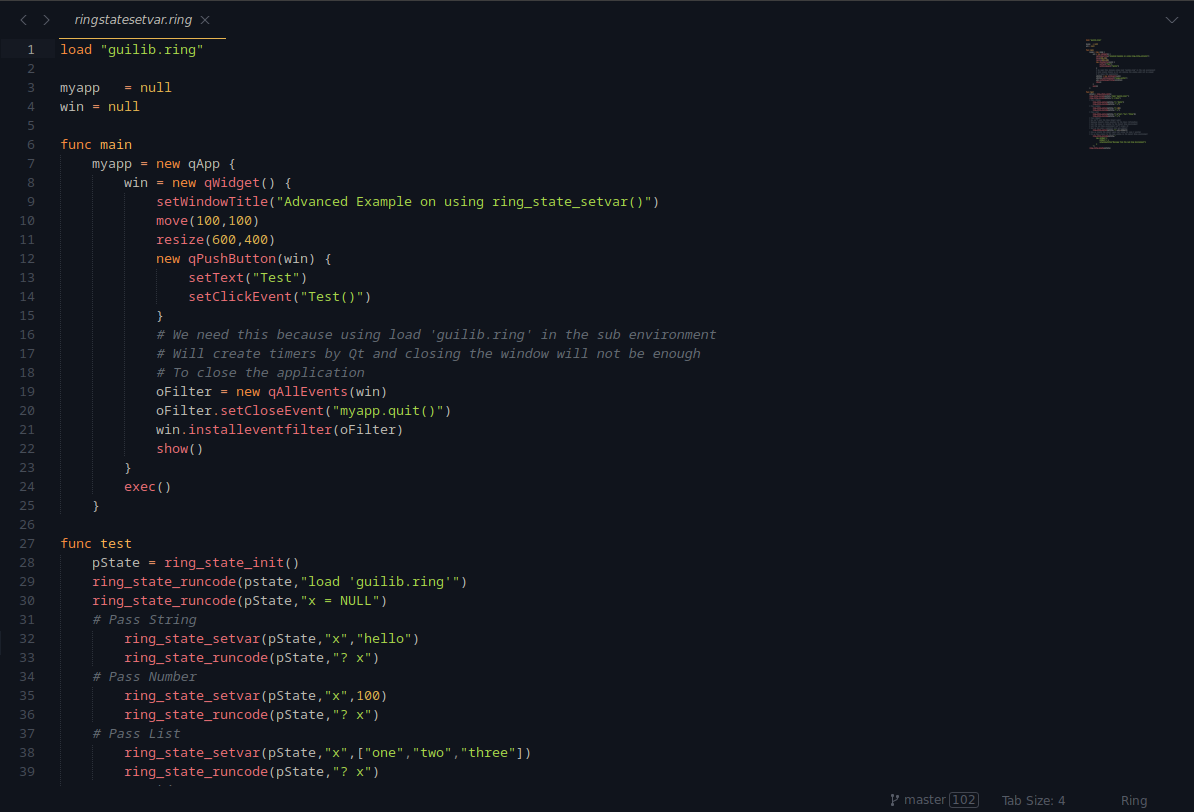 ringstatesetvar.ring
1 load "guilib.ring"
2
3 myapp   = null
4 win = null
5
6 func main
7     myapp = new qApp {
8         win = new qWidget() {
9             setWindowTitle("Advanced Example on using ring_state_setvar()")
10             move(100,100)
11             resize(600,400)
12             new qPushButton(win) {
13                 setText("Test")
14                 setClickEvent("Test()")
15             }
16             # We need this because using load 'guilib.ring' in the sub environment
17             # Will create timers by Qt and closing the window will not be enough
18             # To close the application
19             oFilter = new qAllEvents(win)
20             oFilter.setCloseEvent("myapp.quit()")
21             win.installeventfilter(oFilter)
22             show()
23         }
24         exec()
25     }
26
27 func test
28     pState = ring_state_init()
29     ring_state_runcode(pstate,"load 'guilib.ring'")
30     ring_state_runcode(pState,"x = NULL")
31     # Pass String
32         ring_state_setvar(pState,"x","hello")
33         ring_state_runcode(pState,"? x")
34     # Pass Number
35         ring_state_setvar(pState,"x",100)
36         ring_state_runcode(pState,"? x")
37     # Pass List
38         ring_state_setvar(pState,"x",["one","two","three"])
39         ring_state_runcode(pState,"? x")
master 102 Tab Size: 4 Ring